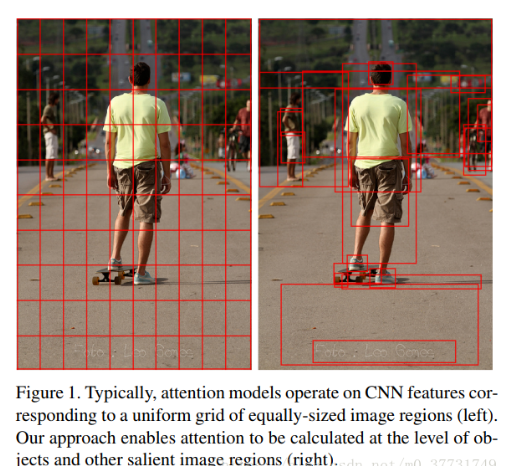 Figure 1. Typically, attention models operate on CNN features cor-
responding to a uniform grid of equally-sized image regions (left).
Our approach enables attention to be calculated at the level of ob-
jects and other salient image regions (right).